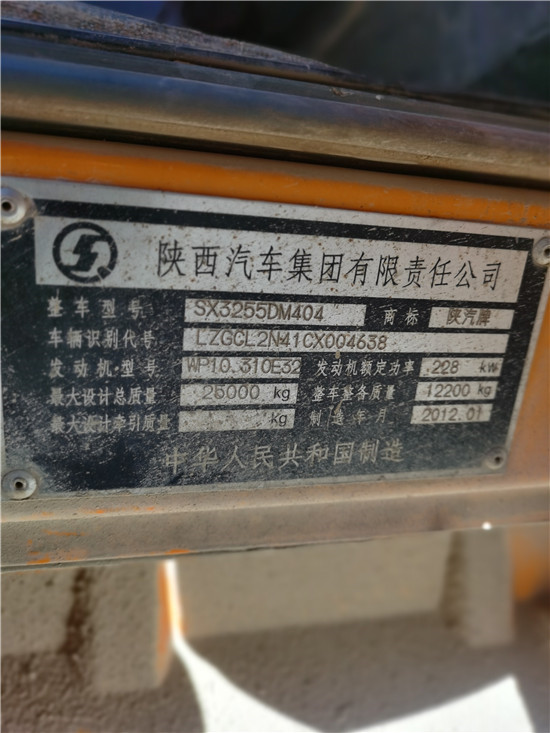 陕西汽车集团有限责任公司
整车型号 SX3255DM404 商标 陕汽牌
车辆识别代号 LZGCL2N41CX004638
发动机型号 WP10.310E32 发动机额定功率 228 kW
最大设计总质量 25000 kg 整车整备质量 12200 kg
最大设计牵引质量 kg 制造年月 2012.01
中华人民共和国制造